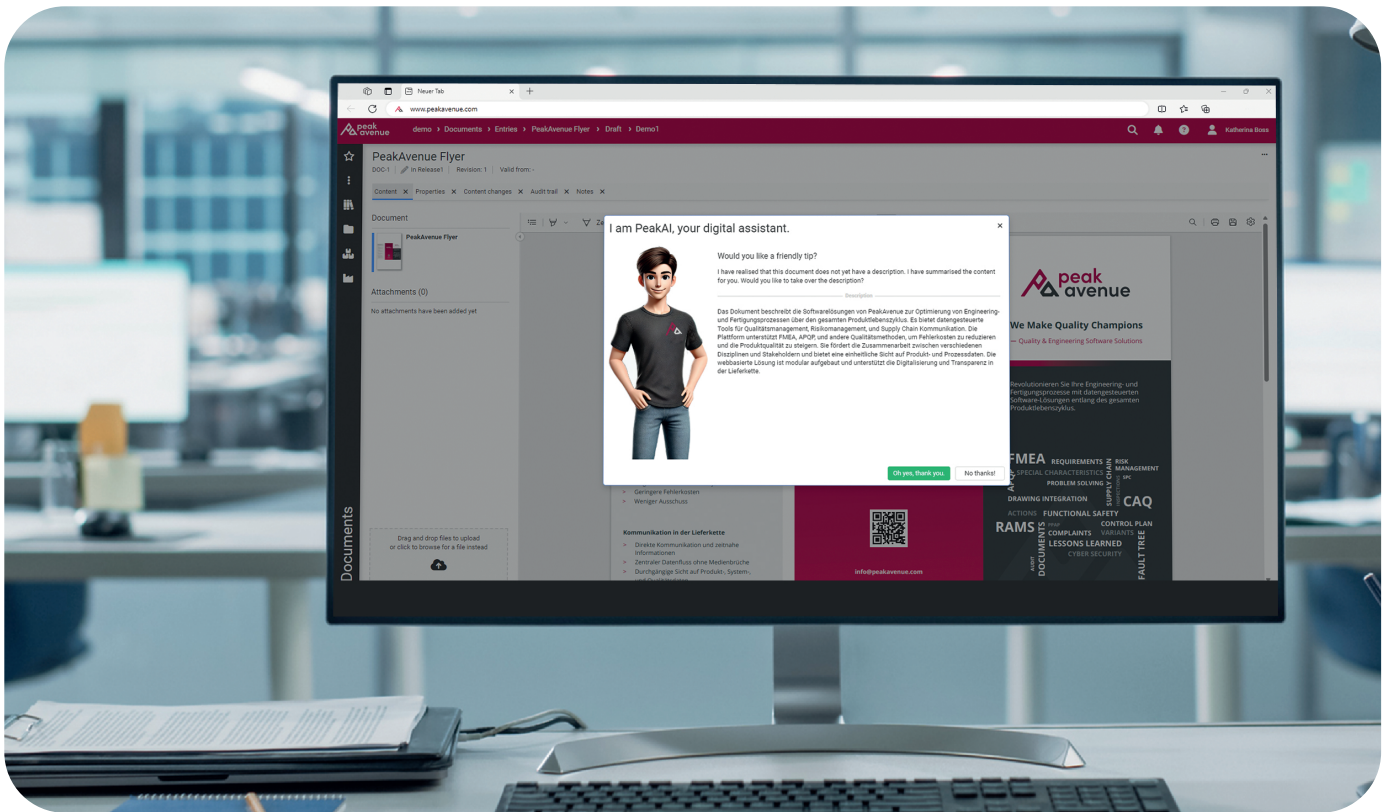 Neuer Tab
www.peakavenue.com
peak
avenue
demo › Documents › Entries › PeakAvenue Flyer › Draft › Demo1
Katherina Boss
PeakAvenue Flyer
DOC-1 | In Release1 | Revision: 1 | Valid from: -
Content Properties Content changes Audit trail Notes
Document
PeakAvenue Flyer
Attachments (0)
No attachments have been added yet
Drag and drop files to upload
or click to browse for a file instead
Documents
I am PeakAI, your digital assistant.
Would you like a friendly tip?
I have realised that this document does not yet have a description. I have summarised the content
for you. Would you like to take over the description?
Description
Das Dokument beschreibt die Softwarelösungen von PeakAvenue zur Optimierung von Engineering-
und Fertigungsprozessen über den gesamten Produktlebenszyklus. Es bietet datengesteuerte
Tools für Qualitätsmanagement, Risikomanagement, und Supply Chain Kommunikation. Die
Plattform unterstützt FMEA, APQP, und andere Qualitätsmethoden, um Fehlerkosten zu reduzieren
und die Produktqualität zu steigern. Sie fördert die Zusammenarbeit zwischen verschiedenen
Disziplinen und Stakeholdern und bietet eine einheitliche Sicht auf Produkt- und Prozessdaten. Die
webbasierte Lösung ist modular aufgebaut und unterstützt die Digitalisierung und Transparenz in
der Lieferkette.
Oh yes, thank you.
No thanks!
> Geringere Fehlerkosten
> Weniger Ausschuss
Kommunikation in der Lieferkette
> Direkte Kommunikation und zeitnahe
Informationen
> Zentraler Datenfluss ohne Medienbrüche
> Durchgängige Sicht auf Produkt-, System-,
info@peakavenue.com
peak
avenue
We Make Quality Champions
— Quality & Engineering Software Solutions
Revolutionieren Sie Ihre Engineering- und
Fertigungsprozesse mit datengesteuerten
Software-Lösungen entlang des gesamten
Produktlebenszyklus.
FMEA
REQUIREMENTS
RISK
MANAGEMENT
SPECIAL CHARACTERISTICS
SPC
PROBLEM SOLVING
SUPPLY CHAIN
DRAWING INTEGRATION
CAQ
ACTIONS
FUNCTIONAL SAFETY
RAMS
PPAP
CONTROL PLAN
COMPLAINTS
VARIANTS
LESSONS LEARNED
CYBER SECURITY
AUDIT
DOCUMENTS
FAULT TREE